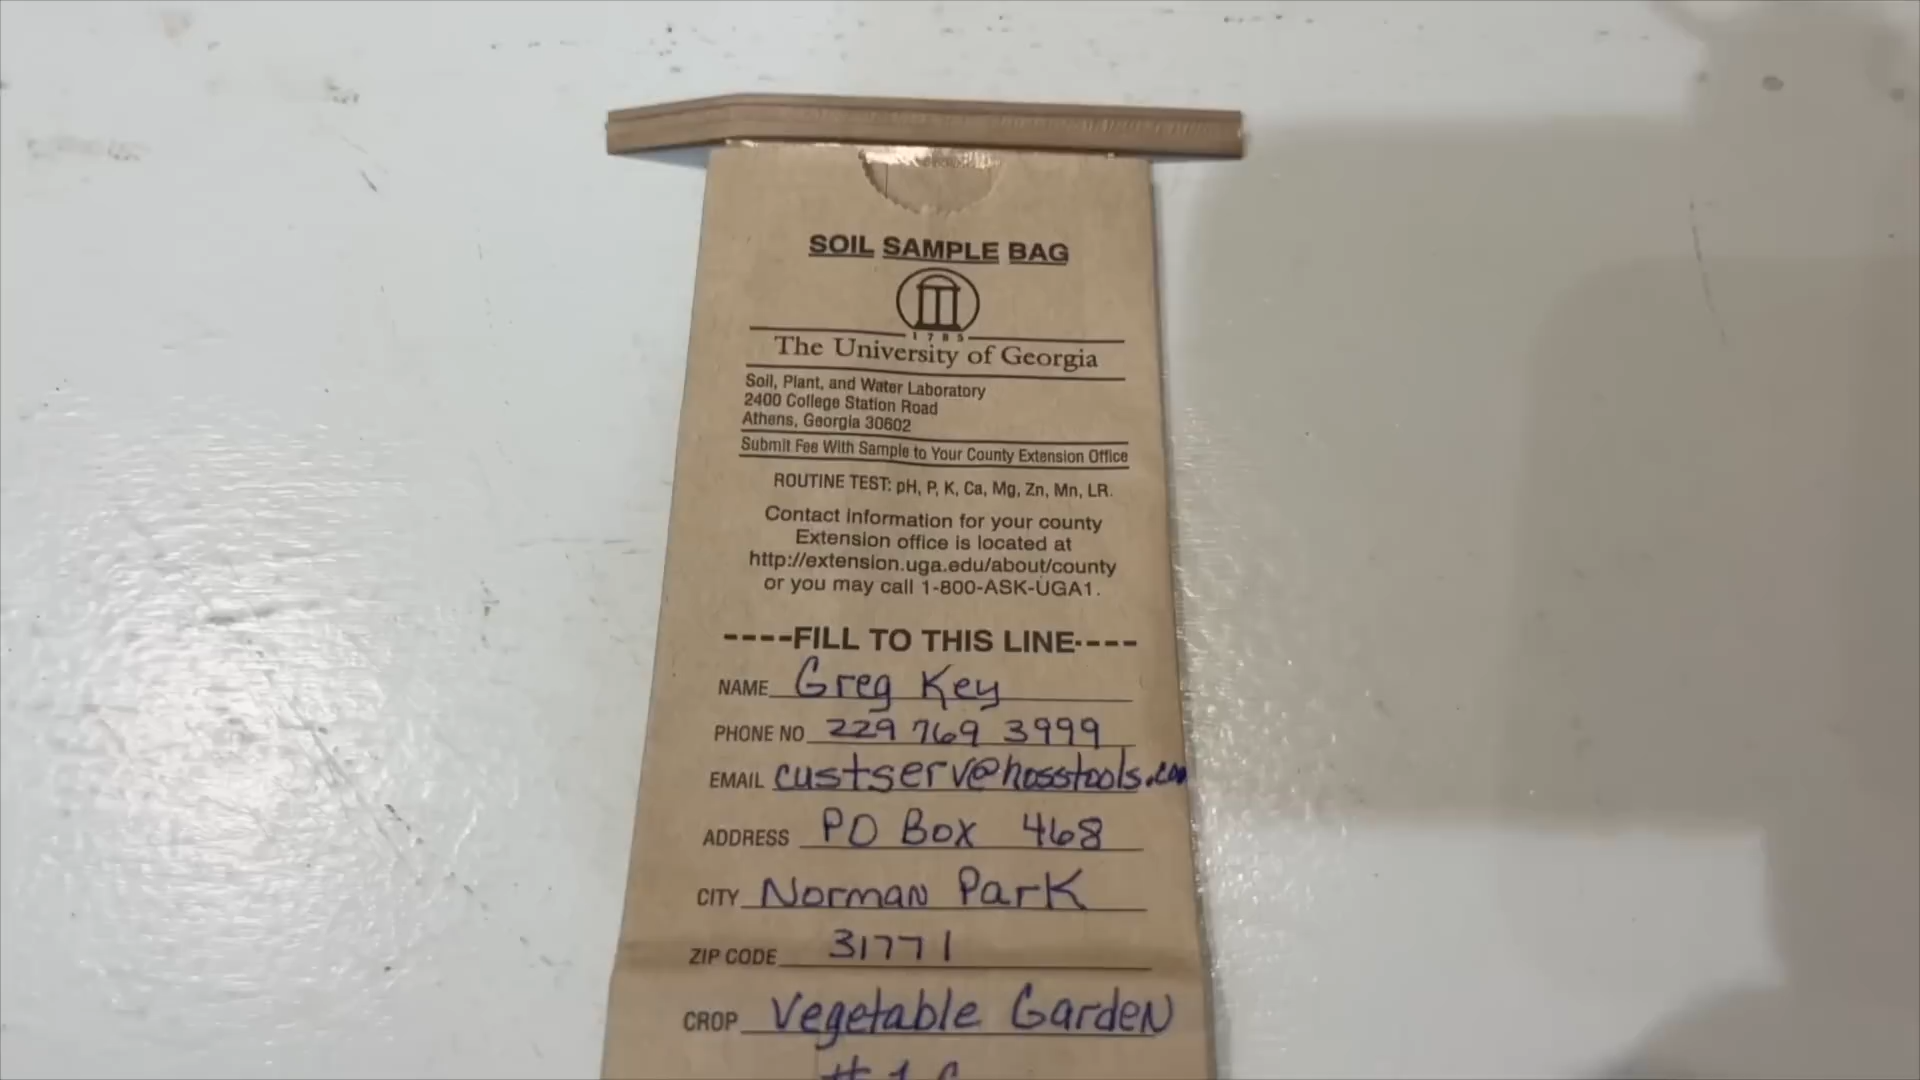 SOIL SAMPLE BAG
1785
The University of Georgia
Soil, Plant, and Water Laboratory
2400 College Station Road
Athens, Georgia 30602
Submit Fee With Sample to Your County Extension Office
ROUTINE TEST: pH, P, K, Ca, Mg, Zn, Mn, LR.
Contact information for your county
Extension office is located at
http://extension.uga.edu/about/county
or you may call 1-800-ASK-UGA1.
----FILL TO THIS LINE----
NAME Greg Key
PHONE NO 229 769 3999
EMAIL custserv@hosstools.com
ADDRESS PO Box 468
CITY Norman Park
ZIP CODE 31771
CROP Vegetable Garden